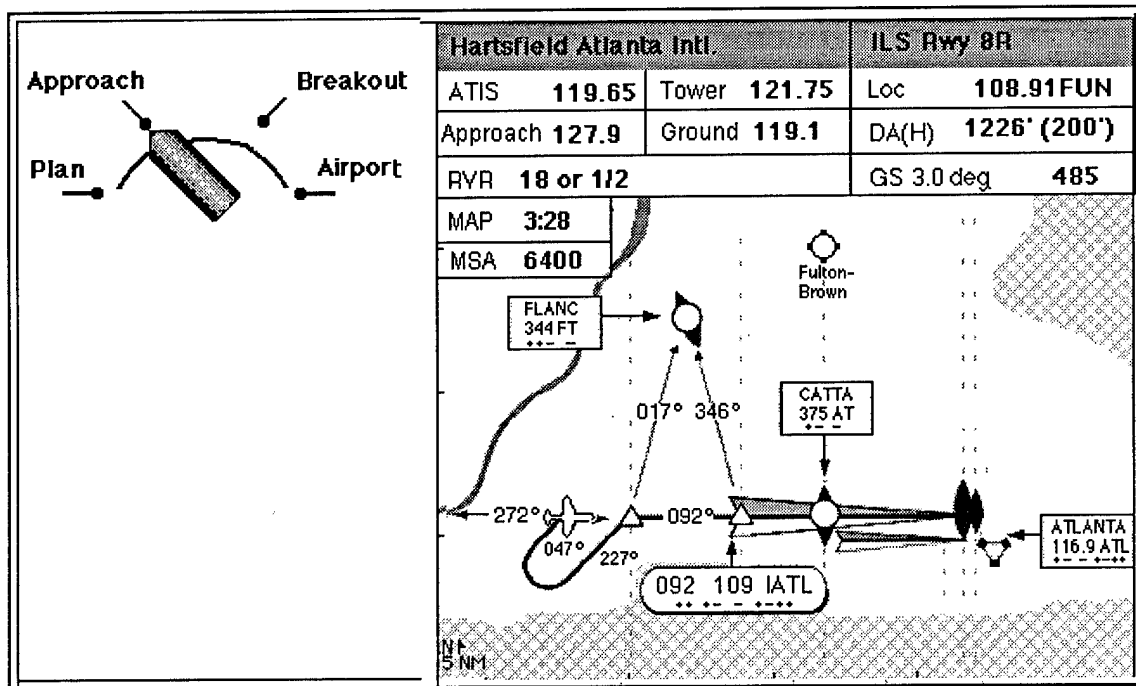 Approach
Breakout
Plan
Airport
Hartsfield Atlanta Intl.
ILS Rwy 8R
ATIS 119.65
Tower 121.75
Loc 108.91FUN
Approach 127.9
Ground 119.1
DA(H) 1226' (200')
RVR 18 or 1/2
GS 3.0 deg 485
MAP 3:28
MSA 6400
Fulton-
Brown
FLANC
344 FT
017° 346°
CATTA
375 AT
272°
092°
047°
227°
ATLANTA
116.9 ATL
092 109 IATL
N
5 NM